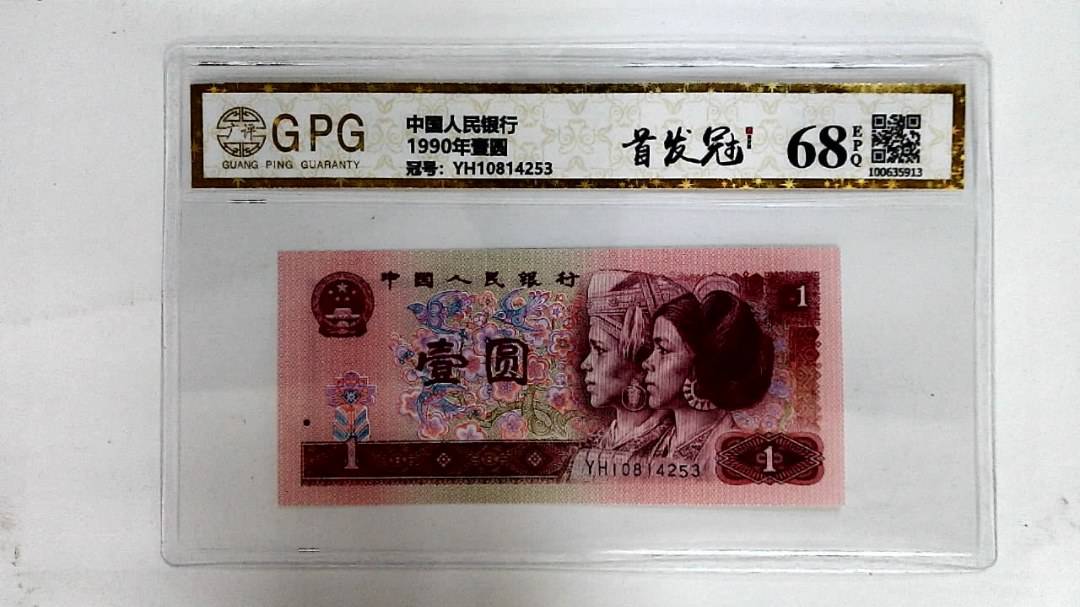 广评
GPG
GUANG PING GUARANTY
中国人民银行
1990年壹圆
冠号：YH10814253
首发冠
68
EPQ
100635913
中国人民银行
1
壹圆
1
YH10814253
1